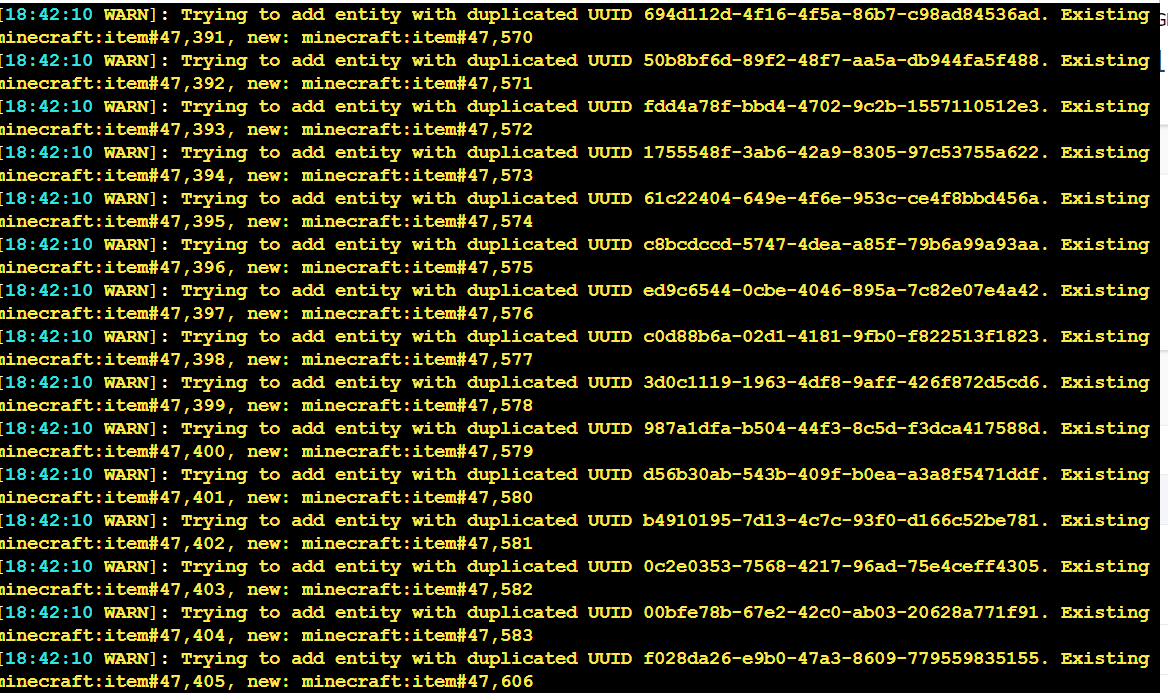 [18:42:10 WARN]: Trying to add entity with duplicated UUID 694d112d-4f16-4f5a-86b7-c98ad84536ad. Existing
minecraft:item#47,391, new: minecraft:item#47,570
[18:42:10 WARN]: Trying to add entity with duplicated UUID 50b8bf6d-89f2-48f7-aa5a-db944fa5f488. Existing
minecraft:item#47,392, new: minecraft:item#47,571
[18:42:10 WARN]: Trying to add entity with duplicated UUID fdd4a78f-bbd4-4702-9c2b-1557110512e3. Existing
minecraft:item#47,393, new: minecraft:item#47,572
[18:42:10 WARN]: Trying to add entity with duplicated UUID 1755548f-3ab6-42a9-8305-97c53755a622. Existing
minecraft:item#47,394, new: minecraft:item#47,573
[18:42:10 WARN]: Trying to add entity with duplicated UUID 61c22404-649e-4f6e-953c-ce4f8bbd456a. Existing
minecraft:item#47,395, new: minecraft:item#47,574
[18:42:10 WARN]: Trying to add entity with duplicated UUID c8bcdccd-5747-4dea-a85f-79b6a99a93aa. Existing
minecraft:item#47,396, new: minecraft:item#47,575
[18:42:10 WARN]: Trying to add entity with duplicated UUID ed9c6544-0cbe-4046-895a-7c82e07e4a42. Existing
minecraft:item#47,397, new: minecraft:item#47,576
[18:42:10 WARN]: Trying to add entity with duplicated UUID c0d88b6a-02d1-4181-9fb0-f822513f1823. Existing
minecraft:item#47,398, new: minecraft:item#47,577
[18:42:10 WARN]: Trying to add entity with duplicated UUID 3d0c1119-1963-4df8-9aff-426f872d5cd6. Existing
minecraft:item#47,399, new: minecraft:item#47,578
[18:42:10 WARN]: Trying to add entity with duplicated UUID 987a1dfa-b504-44f3-8c5d-f3dca417588d. Existing
minecraft:item#47,400, new: minecraft:item#47,579
[18:42:10 WARN]: Trying to add entity with duplicated UUID d56b30ab-543b-409f-b0ea-a3a8f5471ddf. Existing
minecraft:item#47,401, new: minecraft:item#47,580
[18:42:10 WARN]: Trying to add entity with duplicated UUID b4910195-7d13-4c7c-93f0-d166c52be781. Existing
minecraft:item#47,402, new: minecraft:item#47,581
[18:42:10 WARN]: Trying to add entity with duplicated UUID 0c2e0353-7568-4217-96ad-75e4ceff4305. Existing
minecraft:item#47,403, new: minecraft:item#47,582
[18:42:10 WARN]: Trying to add entity with duplicated UUID 00bfe78b-67e2-42c0-ab03-20628a771f91. Existing
minecraft:item#47,404, new: minecraft:item#47,583
[18:42:10 WARN]: Trying to add entity with duplicated UUID f028da26-e9b0-47a3-8609-779559835155. Existing
minecraft:item#47,405, new: minecraft:item#47,606